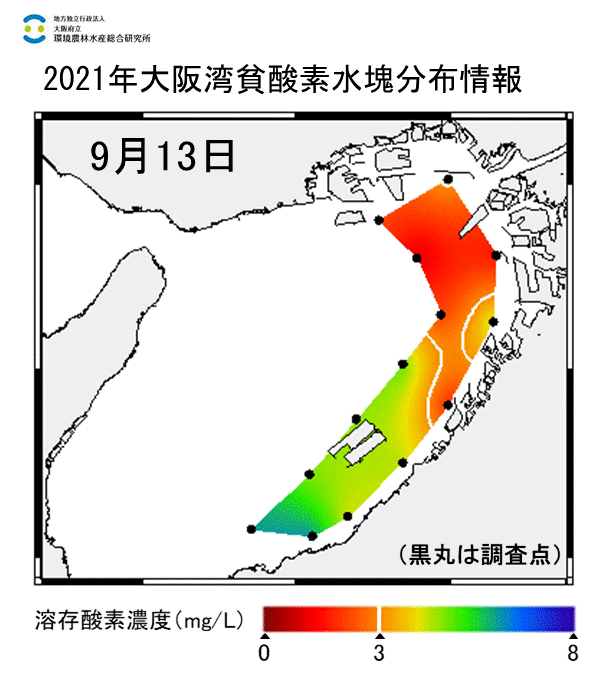 地方独立行政法人
大阪府立
環境農林水産総合研究所
2021年大阪湾貧酸素水塊分布情報
9月13日
(黒丸は調査点)
溶存酸素濃度(mg/L)
0 3 8